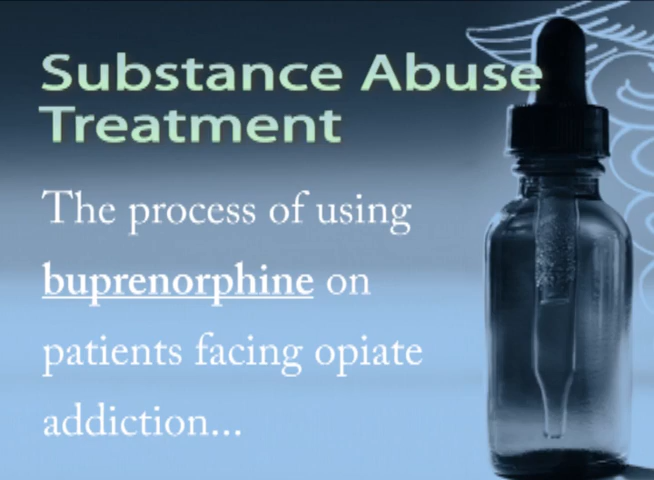 Substance Abuse
Treatment
The process of using
buprenorphine on
patients facing opiate
addiction...